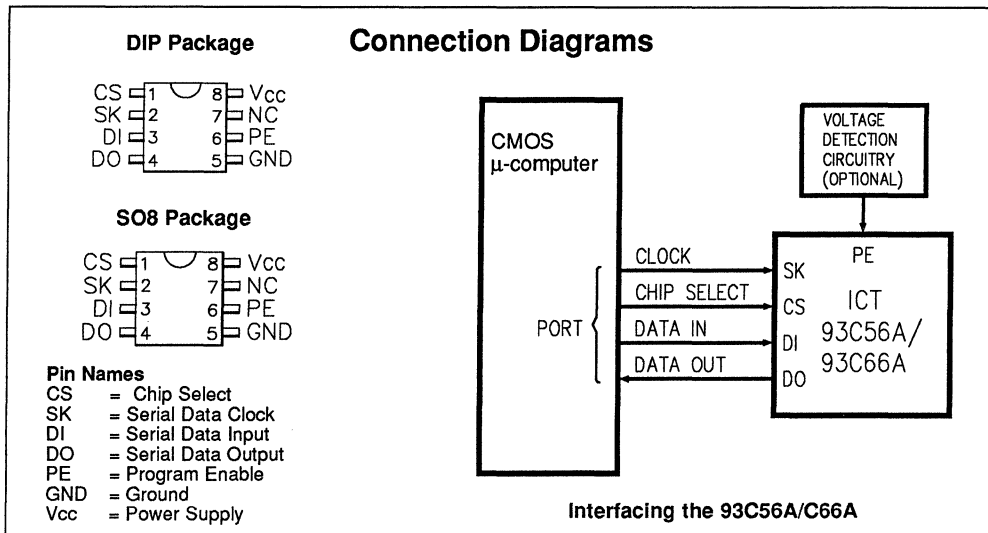 Connection Diagrams
DIP Package
CS 1 8 Vcc
SK 2 7 NC
DI 3 6 PE
DO 4 5 GND
SO8 Package
CS 1 8 Vcc
SK 2 7 NC
DI 3 6 PE
DO 4 5 GND
Pin Names
CS = Chip Select
SK = Serial Data Clock
DI = Serial Data Input
DO = Serial Data Output
PE = Program Enable
GND = Ground
Vcc = Power Supply
CMOS
μ-computer
PORT
CLOCK
CHIP SELECT
DATA IN
DATA OUT
VOLTAGE
DETECTION
CIRCUITRY
(OPTIONAL)
PE
SK
CS
DI
DO
ICT
93C56A/
93C66A
Interfacing the 93C56A/C66A